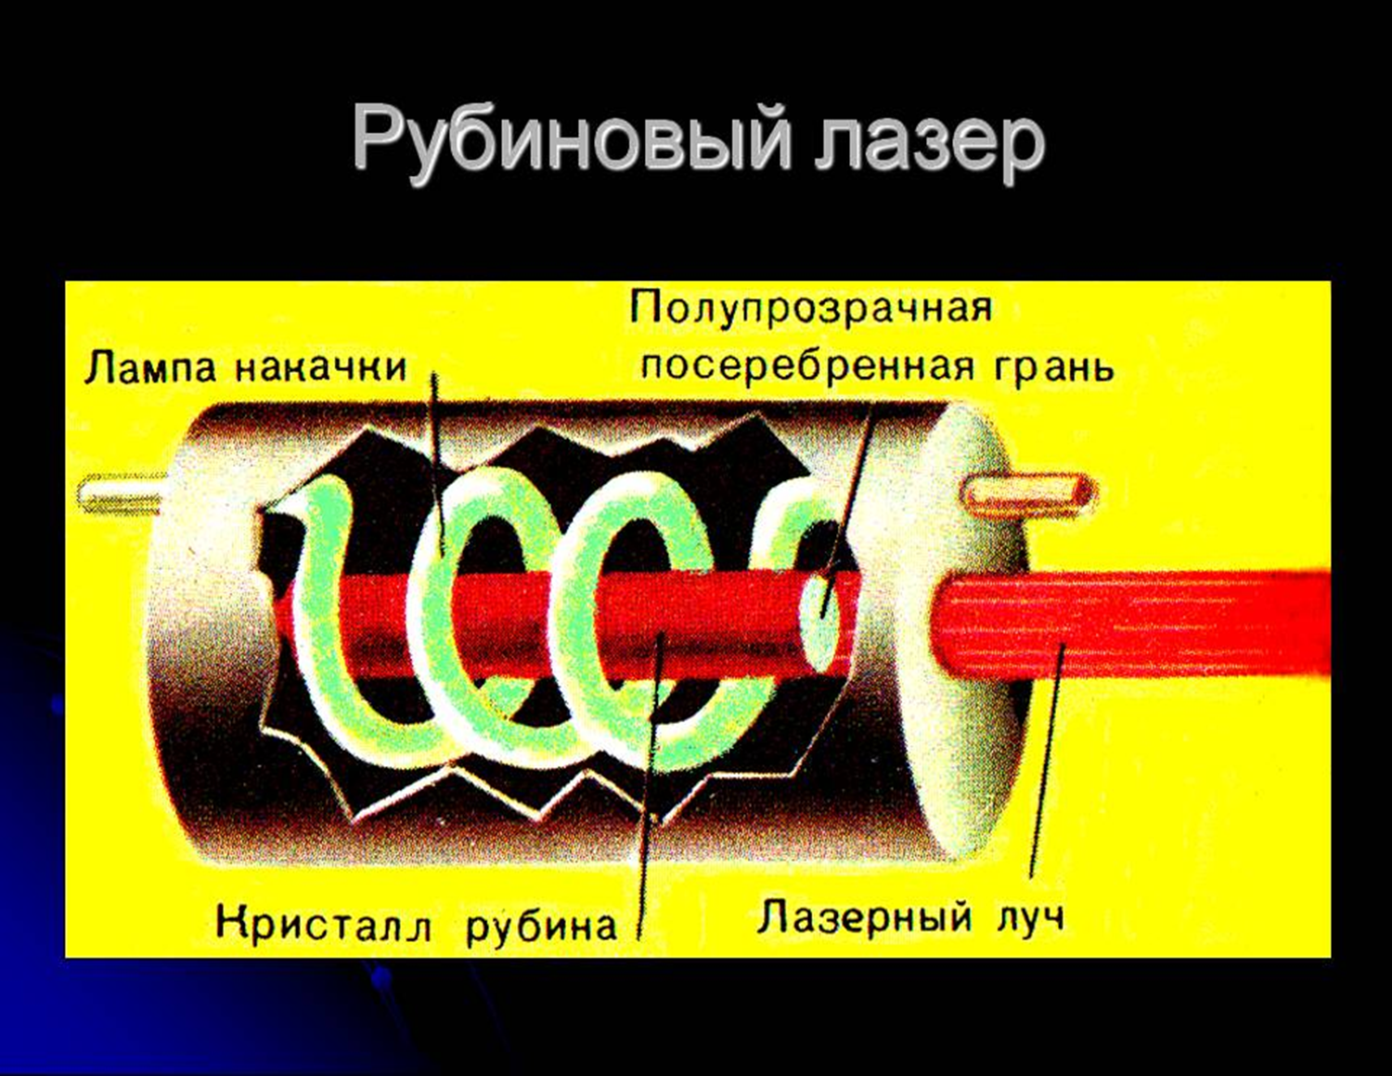 Рубиновый лазер
Полупрозрачная
посеребренная грань
Лампа накачки
Кристалл рубина
Лазерный луч